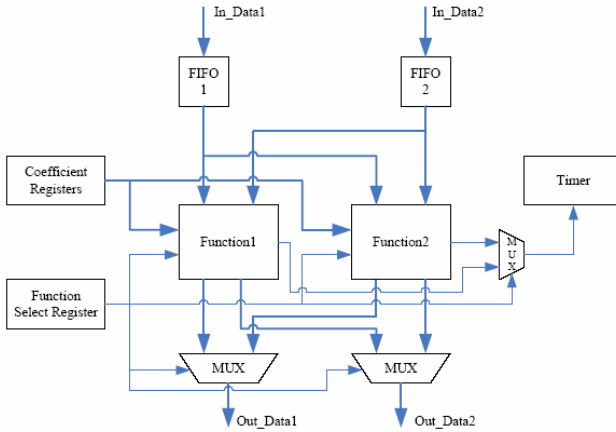 In_Data1
In_Data2
FIFO
1
FIFO
2
Coefficient
Registers
Timer
Function1
Function2
M
U
X
Function
Select Register
MUX
MUX
Out_Data1
Out_Data2